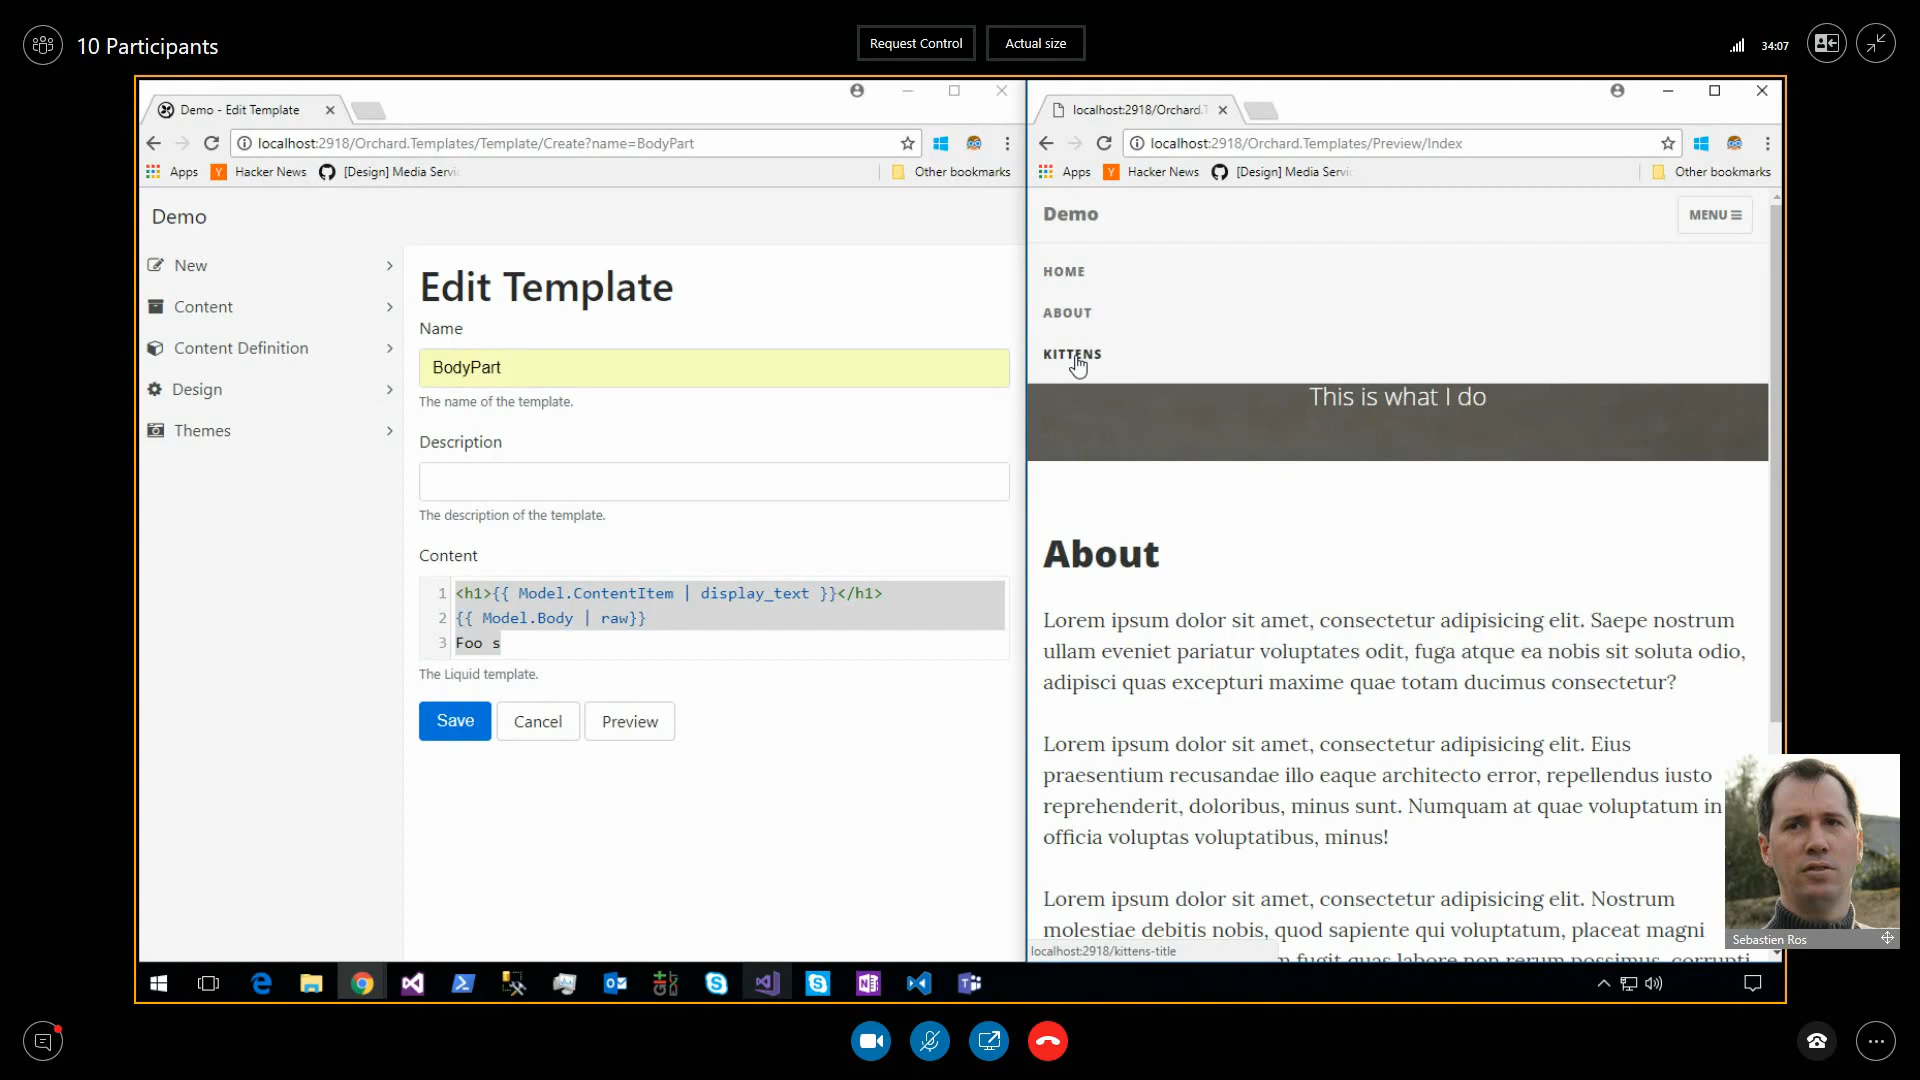 10 Participants
Request Control
Actual size
34:07
Demo - Edit Template
localhost:2918/Orchard.Templates/Template/Create?name=BodyPart
Apps
Hacker News
[Design] Media Servic
Other bookmarks
Demo
New
Content
Content Definition
Design
Themes
Edit Template
Name
BodyPart
The name of the template.
Description
The description of the template.
Content
1 <h1>{{ Model.ContentItem | display_text }}</h1>
2 {{ Model.Body | raw}}
3 Foo s
The Liquid template.
Save
Cancel
Preview
localhost:2918/Orchard.T
localhost:2918/Orchard.Templates/Preview/Index
Apps
Hacker News
[Design] Media Servic
Other bookmarks
Demo
MENU
HOME
ABOUT
KITTENS
This is what I do
About
Lorem ipsum dolor sit amet, consectetur adipisicing elit. Saepe nostrum
ullam eveniet pariatur voluptates odit, fuga atque ea nobis sit soluta odio,
adipisci quas excepturi maxime quae totam ducimus consectetur?
Lorem ipsum dolor sit amet, consectetur adipisicing elit. Eius
praesentium recusandae illo eaque architecto error, repellendus iusto
reprehenderit, doloribus, minus sunt. Numquam at quae voluptatum in
officia voluptas voluptatibus, minus!
Lorem ipsum dolor sit amet, consectetur adipisicing elit. Nostrum
molestiae debitis nobis, quod sapiente qui voluptatum, placeat magni
fugit quas labore non rerum possimus, corrupti
localhost:2918/kittens-title
Sebastien Ros